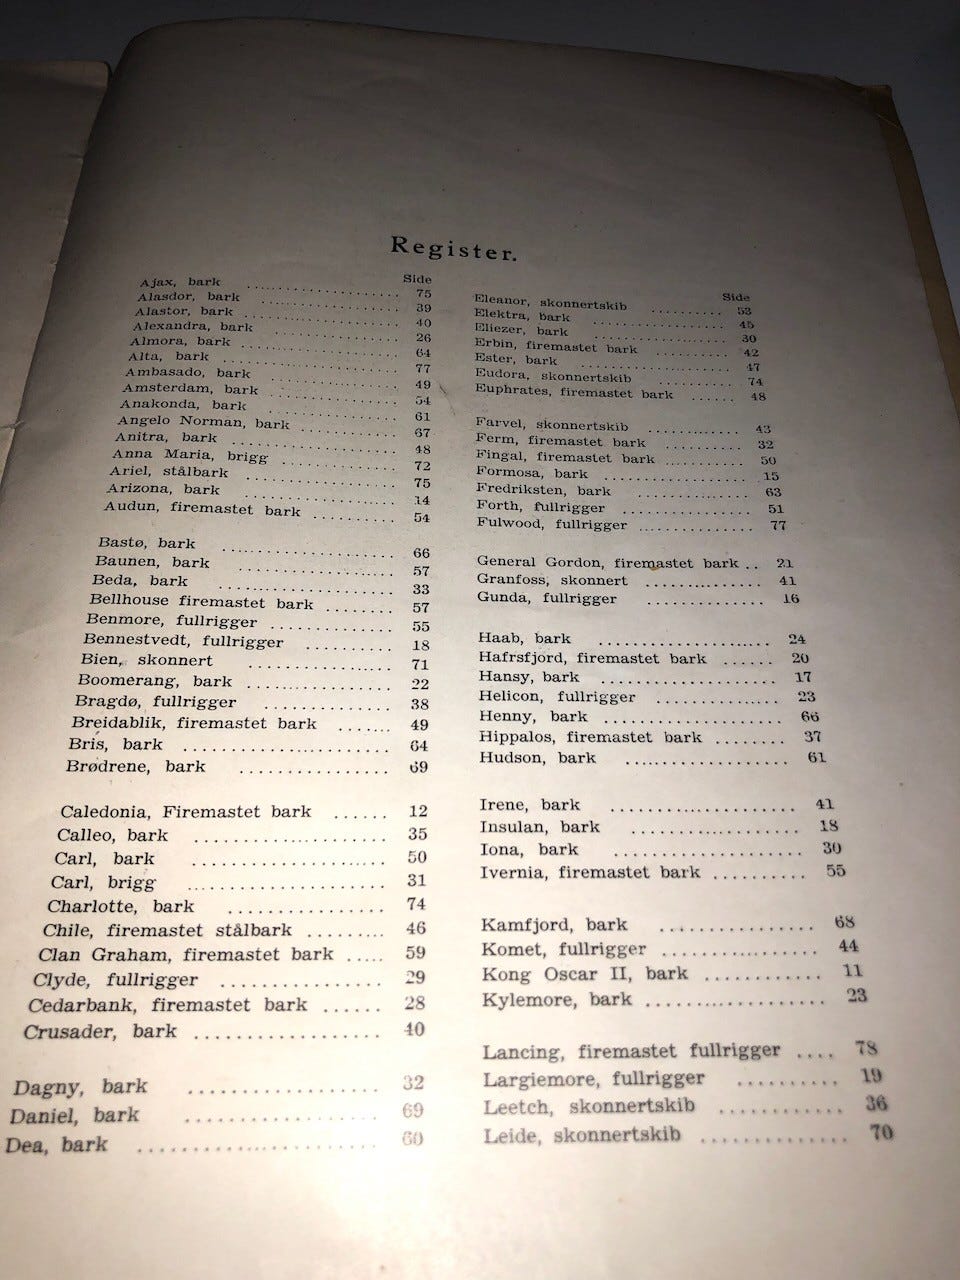 Register.
Side
Ajax, bark 75
Alasdor, bark 39
Alastor, bark 40
Alexandra, bark 26
Almora, bark 64
Alta, bark 77
Ambasado, bark 49
Amsterdam, bark 54
Anakonda, bark 61
Angelo Norman, bark 67
Anitra, bark 48
Anna Maria, brigg 72
Ariel, stålbark 75
Arizona, bark 14
Audun, firemastet bark 54
Bastø, bark 66
Baunen, bark 57
Beda, bark 33
Bellhouse firemastet bark 57
Benmore, fullrigger 55
Bennestvedt, fullrigger 18
Bien, skonnert 71
Boomerang, bark 22
Bragdø, fullrigger 38
Breidablik, firemastet bark 49
Bris, bark 64
Brødrene, bark 69
Caledonia, Firemastet bark 12
Calleo, bark 35
Carl, bark 50
Carl, brigg 31
Charlotte, bark 74
Chile, firemastet stålbark 46
Clan Graham, firemastet bark 59
Clyde, fullrigger 29
Cedarbank, firemastet bark 28
Crusader, bark 40
Dagny, bark 32
Daniel, bark 69
Dea, bark 60
Side
Eleanor, skonnertskib 53
Elektra, bark 45
Eliezer, bark 30
Erbin, firemastet bark 42
Ester, bark 47
Eudora, skonnertskib 74
Euphrates, firemastet bark 48
Farvel, skonnertskib 43
Ferm, firemastet bark 32
Fingal, firemastet bark 50
Formosa, bark 15
Fredriksten, bark 63
Forth, fullrigger 51
Fulwood, fullrigger 77
General Gordon, firemastet bark 21
Granfoss, skonnert 41
Gunda, fullrigger 16
Haab, bark 24
Hafrsfjord, firemastet bark 20
Hansy, bark 17
Helicon, fullrigger 23
Henny, bark 66
Hippalos, firemastet bark 37
Hudson, bark 61
Irene, bark 41
Insulan, bark 18
Iona, bark 30
Ivernia, firemastet bark 55
Kamfjord, bark 68
Komet, fullrigger 44
Kong Oscar II, bark 11
Kylemore, bark 23
Lancing, firemastet fullrigger 78
Largiemore, fullrigger 19
Leetch, skonnertskib 36
Leide, skonnertskib 70